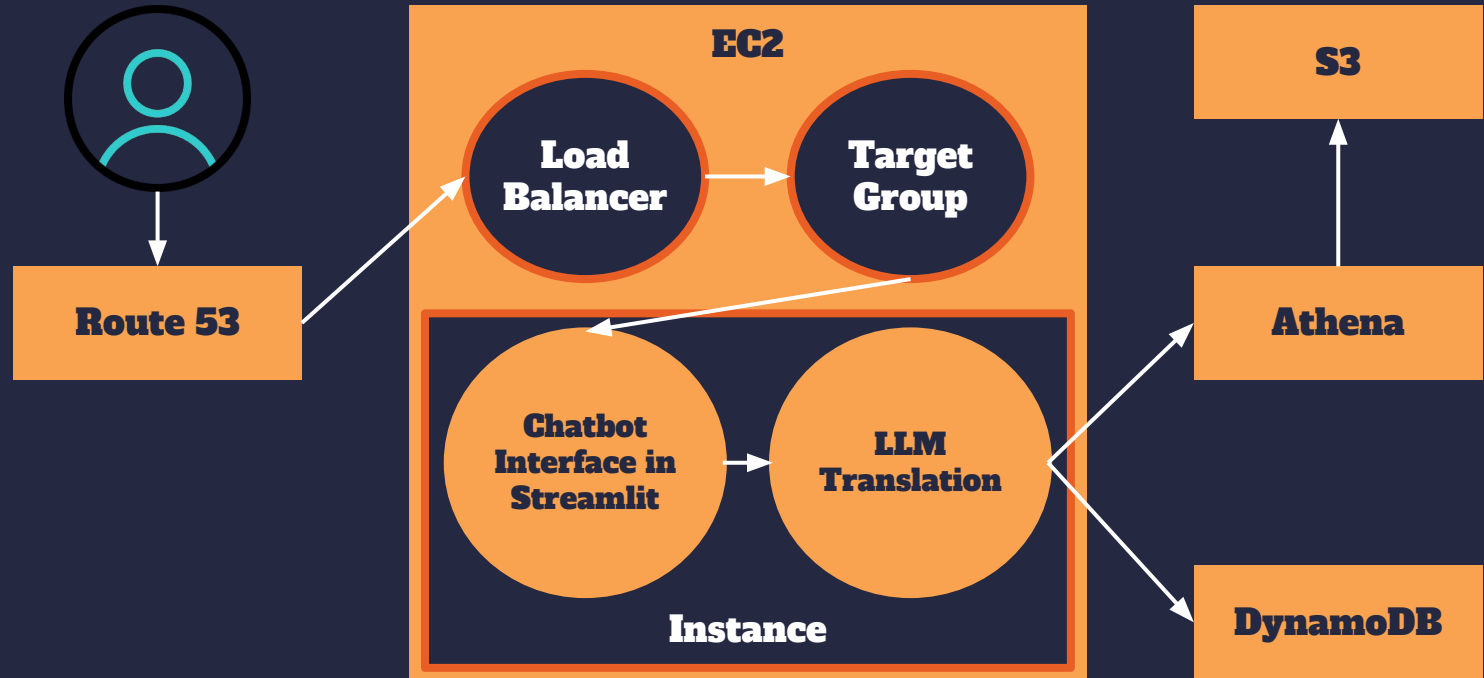 EC2
S3
Load
Balancer
Target
Group
Route 53
Athena
Chatbot
Interface in
Streamlit
LLM
Translation
Instance
DynamoDB